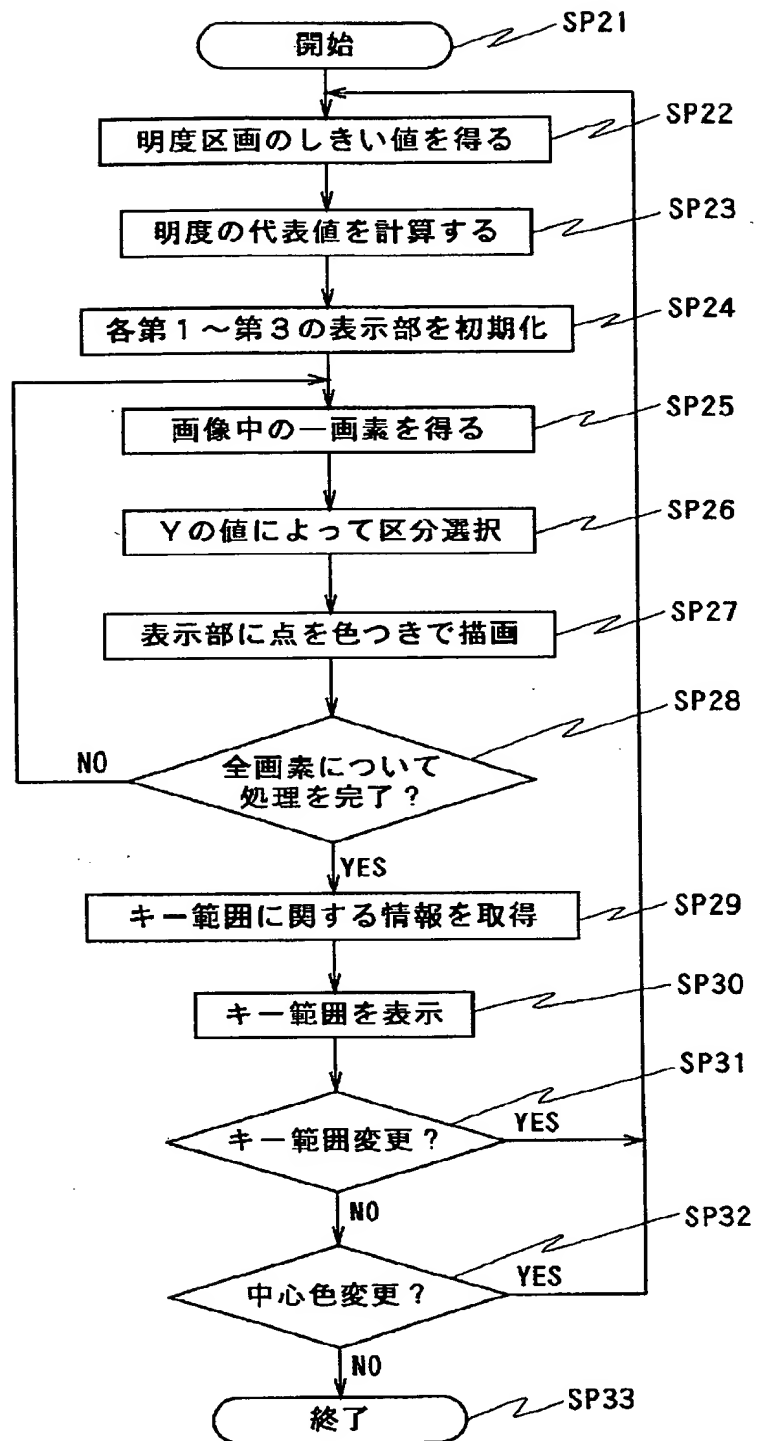 開始
SP21
明度区画のしきい値を得る
SP22
明度の代表値を計算する
SP23
各第1～第3の表示部を初期化
SP24
画像中の一画素を得る
SP25
Yの値によって区分選択
SP26
表示部に点を色つきで描画
SP27
全画素について
処理を完了?
SP28
NO
YES
キー範囲に関する情報を取得
SP29
キー範囲を表示
SP30
キー範囲変更?
SP31
YES
NO
中心色変更?
SP32
YES
NO
終了
SP33